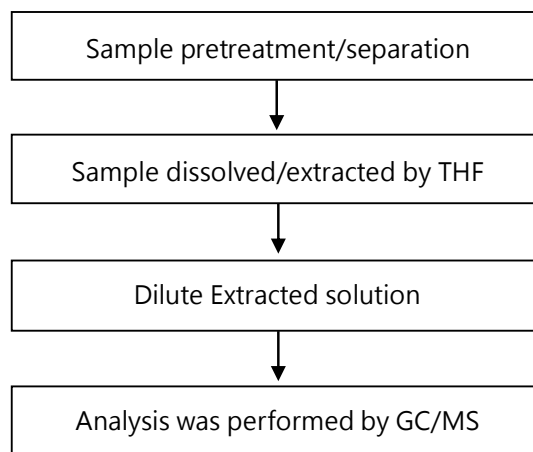 Sample pretreatment/separation
Sample dissolved/extracted by THF
Dilute Extracted solution
Analysis was performed by GC/MS